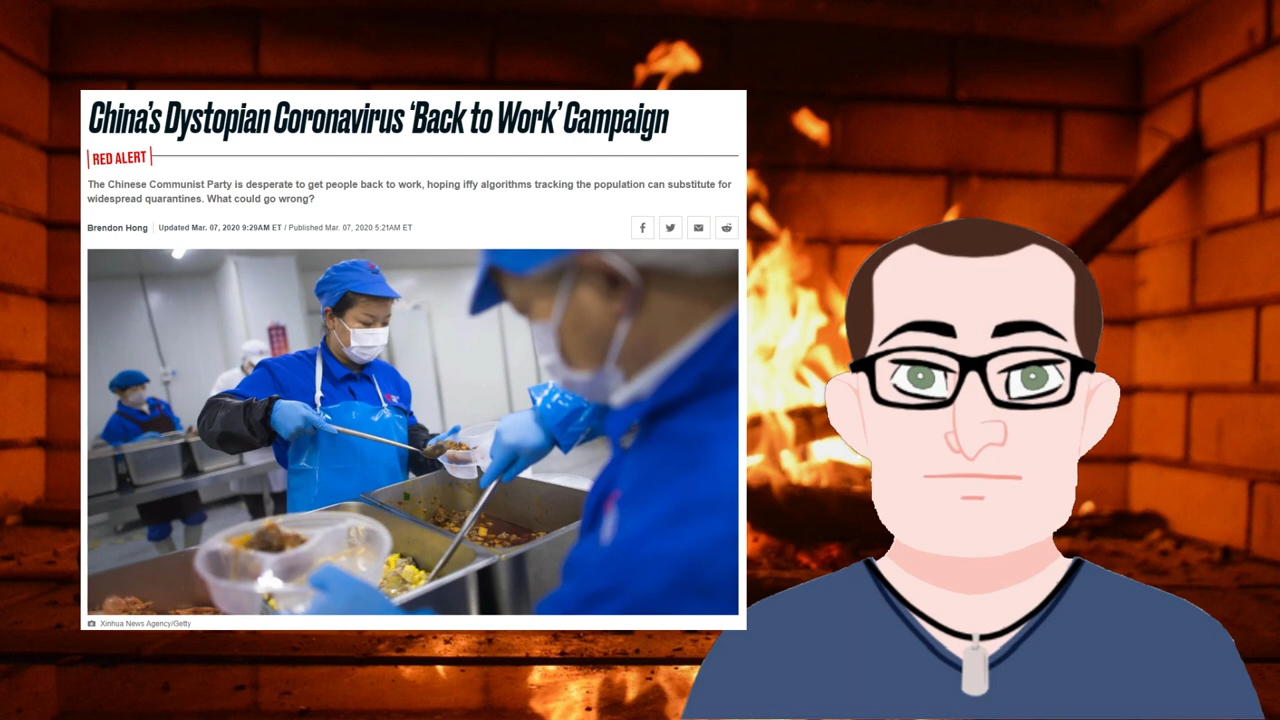 China's Dystopian Coronavirus 'Back to Work' Campaign
RED ALERT
The Chinese Communist Party is desperate to get people back to work, hoping iffy algorithms tracking the population can substitute for
widespread quarantines. What could go wrong?
Brendon Hong Updated Mar. 07, 2020 9:29AM ET / Published Mar. 07, 2020 5:21AM ET
Xinhua News Agency/Getty